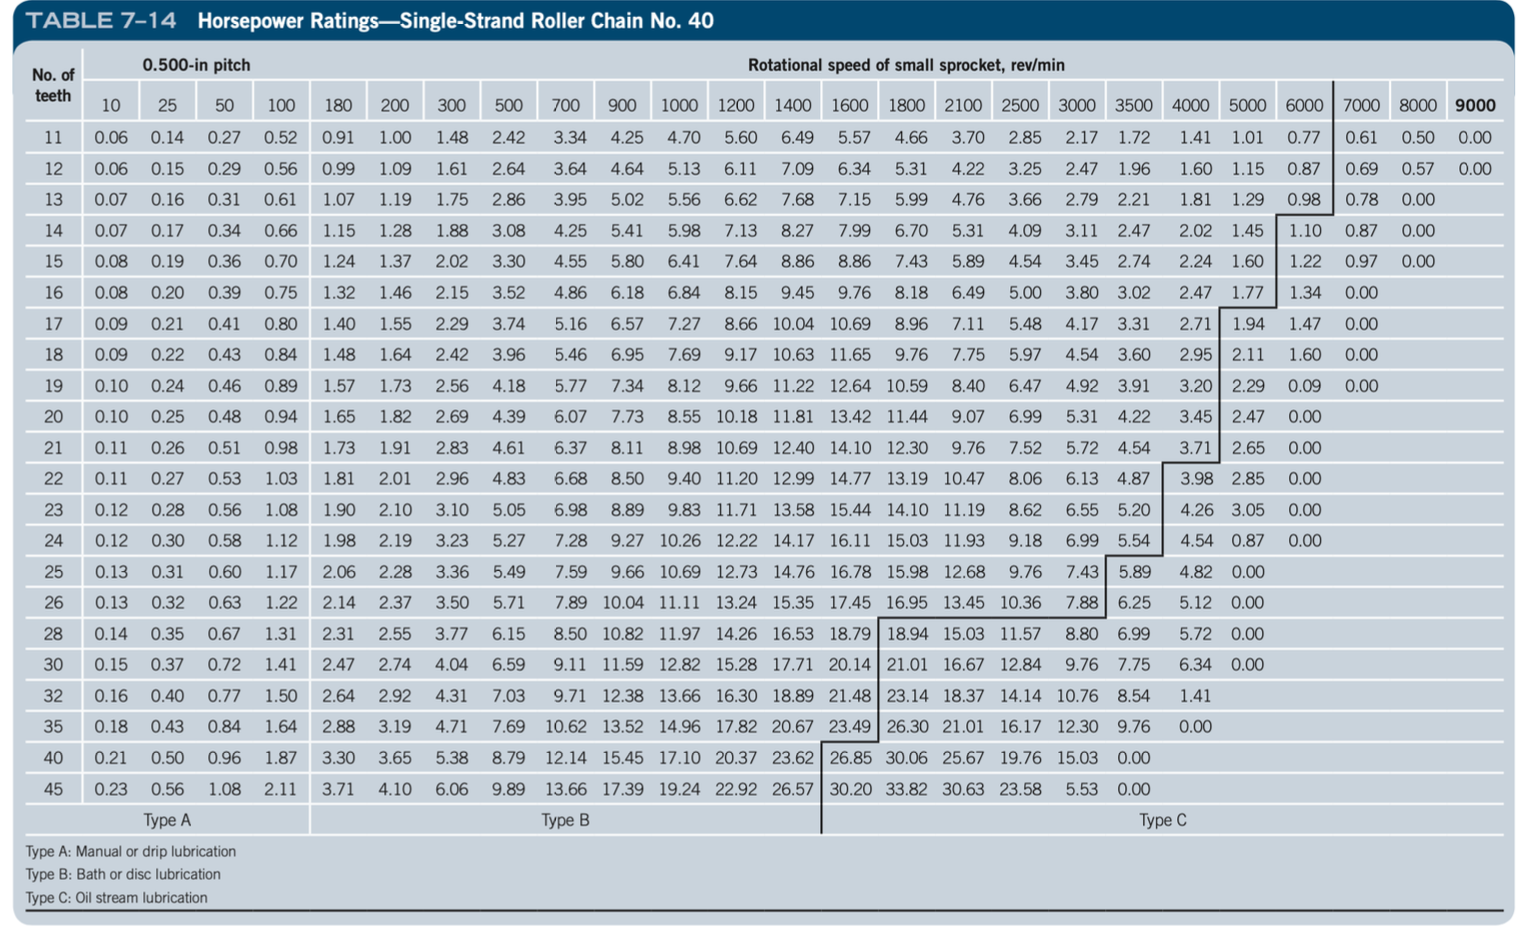 TABLE 7–14 Horsepower Ratings—Single-Strand Roller Chain No. 40
No. of teeth 0.500-in pitch Rotational speed of small sprocket, rev/min
10 25 50 100 180 200 300 500 700 900 1000 1200 1400 1600 1800 2100 2500 3000 3500 4000 5000 6000 7000 8000 9000
11 0.06 0.14 0.27 0.52 0.91 1.00 1.48 2.42 3.34 4.25 4.70 5.60 6.49 5.57 4.66 3.70 2.85 2.17 1.72 1.41 1.01 0.77 0.61 0.50 0.00
12 0.06 0.15 0.29 0.56 0.99 1.09 1.61 2.64 3.64 4.64 5.13 6.11 7.09 6.34 5.31 4.22 3.25 2.47 1.96 1.60 1.15 0.87 0.69 0.57 0.00
13 0.07 0.16 0.31 0.61 1.07 1.19 1.75 2.86 3.95 5.02 5.56 6.62 7.68 7.15 5.99 4.76 3.66 2.79 2.21 1.81 1.29 0.98 0.78 0.00
14 0.07 0.17 0.34 0.66 1.15 1.28 1.88 3.08 4.25 5.41 5.98 7.13 8.27 7.99 6.70 5.31 4.09 3.11 2.47 2.02 1.45 1.10 0.87 0.00
15 0.08 0.19 0.36 0.70 1.24 1.37 2.02 3.30 4.55 5.80 6.41 7.64 8.86 8.86 7.43 5.89 4.54 3.45 2.74 2.24 1.60 1.22 0.97 0.00
16 0.08 0.20 0.39 0.75 1.32 1.46 2.15 3.52 4.86 6.18 6.84 8.15 9.45 9.76 8.18 6.49 5.00 3.80 3.02 2.47 1.77 1.34 0.00
17 0.09 0.21 0.41 0.80 1.40 1.55 2.29 3.74 5.16 6.57 7.27 8.66 10.04 10.69 8.96 7.11 5.48 4.17 3.31 2.71 1.94 1.47 0.00
18 0.09 0.22 0.43 0.84 1.48 1.64 2.42 3.96 5.46 6.95 7.69 9.17 10.63 11.65 9.76 7.75 5.97 4.54 3.60 2.95 2.11 1.60 0.00
19 0.10 0.24 0.46 0.89 1.57 1.73 2.56 4.18 5.77 7.34 8.12 9.66 11.22 12.64 10.59 8.40 6.47 4.92 3.91 3.20 2.29 0.09 0.00
20 0.10 0.25 0.48 0.94 1.65 1.82 2.69 4.39 6.07 7.73 8.55 10.18 11.81 13.42 11.44 9.07 6.99 5.31 4.22 3.45 2.47 0.00
21 0.11 0.26 0.51 0.98 1.73 1.91 2.83 4.61 6.37 8.11 8.98 10.69 12.40 14.10 12.30 9.76 7.52 5.72 4.54 3.71 2.65 0.00
22 0.11 0.27 0.53 1.03 1.81 2.01 2.96 4.83 6.68 8.50 9.40 11.20 12.99 14.77 13.19 10.47 8.06 6.13 4.87 3.98 2.85 0.00
23 0.12 0.28 0.56 1.08 1.90 2.10 3.10 5.05 6.98 8.89 9.83 11.71 13.58 15.44 14.10 11.19 8.62 6.55 5.20 4.26 3.05 0.00
24 0.12 0.30 0.58 1.12 1.98 2.19 3.23 5.27 7.28 9.27 10.26 12.22 14.17 16.11 15.03 11.93 9.18 6.99 5.54 4.54 0.87 0.00
25 0.13 0.31 0.60 1.17 2.06 2.28 3.36 5.49 7.59 9.66 10.69 12.73 14.76 16.78 15.98 12.68 9.76 7.43 5.89 4.82 0.00
26 0.13 0.32 0.63 1.22 2.14 2.37 3.50 5.71 7.89 10.04 11.11 13.24 15.35 17.45 16.95 13.45 10.36 7.88 6.25 5.12 0.00
28 0.14 0.35 0.67 1.31 2.31 2.55 3.77 6.15 8.50 10.82 11.97 14.26 16.53 18.79 18.94 15.03 11.57 8.80 6.99 5.72 0.00
30 0.15 0.37 0.72 1.41 2.47 2.74 4.04 6.59 9.11 11.59 12.82 15.28 17.71 20.14 21.01 16.67 12.84 9.76 7.75 6.34 0.00
32 0.16 0.40 0.77 1.50 2.64 2.92 4.31 7.03 9.71 12.38 13.66 16.30 18.89 21.48 23.14 18.37 14.14 10.76 8.54 1.41
35 0.18 0.43 0.84 1.64 2.88 3.19 4.71 7.69 10.62 13.52 14.96 17.82 20.67 23.49 26.30 21.01 16.17 12.30 9.76 0.00
40 0.21 0.50 0.96 1.87 3.30 3.65 5.38 8.79 12.14 15.45 17.10 20.37 23.62 26.85 30.06 25.67 19.76 15.03 0.00
45 0.23 0.56 1.08 2.11 3.71 4.10 6.06 9.89 13.66 17.39 19.24 22.92 26.57 30.20 33.82 30.63 23.58 5.53 0.00
Type A Type B Type C
Type A: Manual or drip lubrication
Type B: Bath or disc lubrication
Type C: Oil stream lubrication